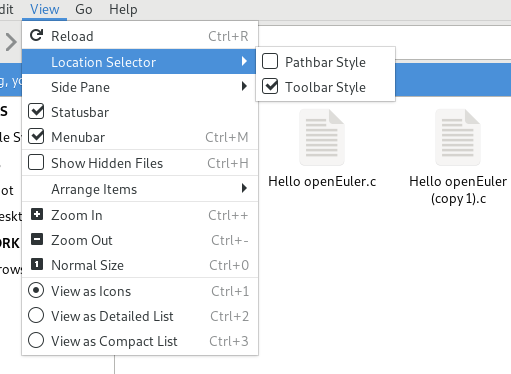 View Go Help
Reload Ctrl+R
Location Selector
Pathbar Style
Side Pane
Toolbar Style
Statusbar
Menubar Ctrl+M
Show Hidden Files Ctrl+H
Hello openEuler.c
Hello openEuler
(copy 1).c
Arrange Items
Zoom In Ctrl++
Zoom Out Ctrl+-
Normal Size Ctrl+0
View as Icons Ctrl+1
View as Detailed List Ctrl+2
View as Compact List Ctrl+3